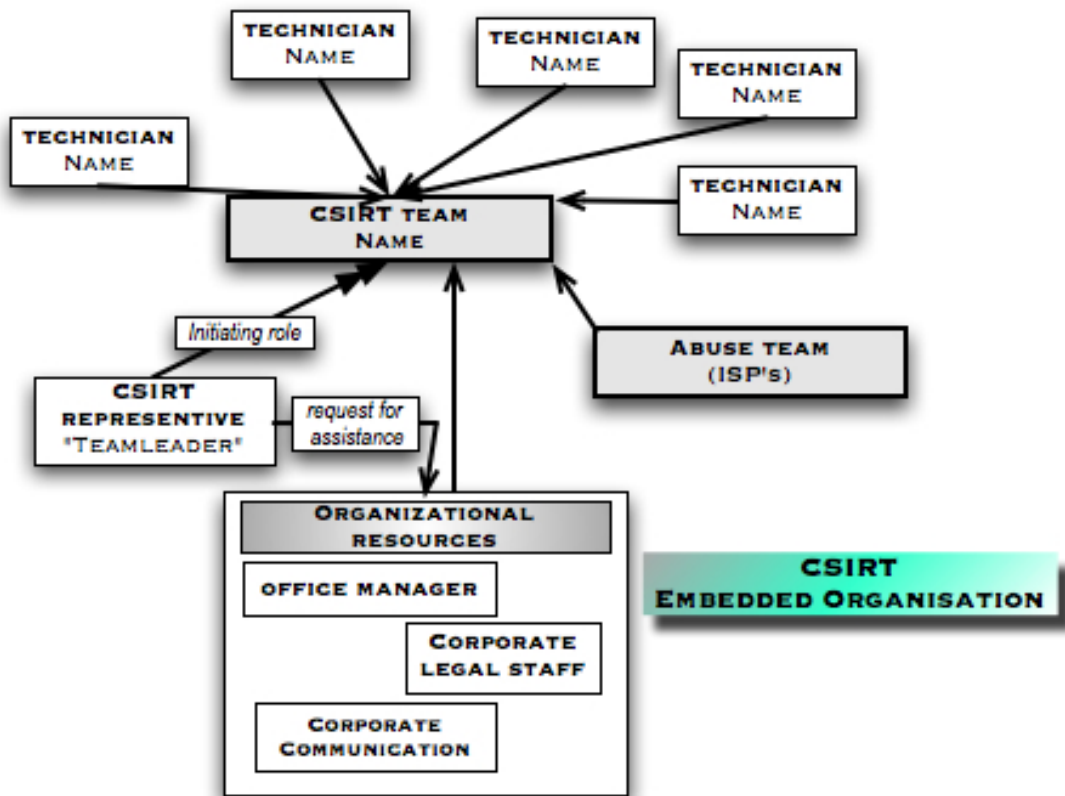 TECHNICIAN
NAME
TECHNICIAN
NAME
TECHNICIAN
NAME
TECHNICIAN
NAME
TECHNICIAN
NAME
CSIRT TEAM
NAME
Initiating role
ABUSE TEAM
(ISP's)
CSIRT
REPRESENTIVE
"TEAMLEADER"
request for
assistance
ORGANIZATIONAL
RESOURCES
OFFICE MANAGER
CORPORATE
LEGAL STAFF
CORPORATE
COMMUNICATION
CSIRT
EMBEDDED ORGANISATION